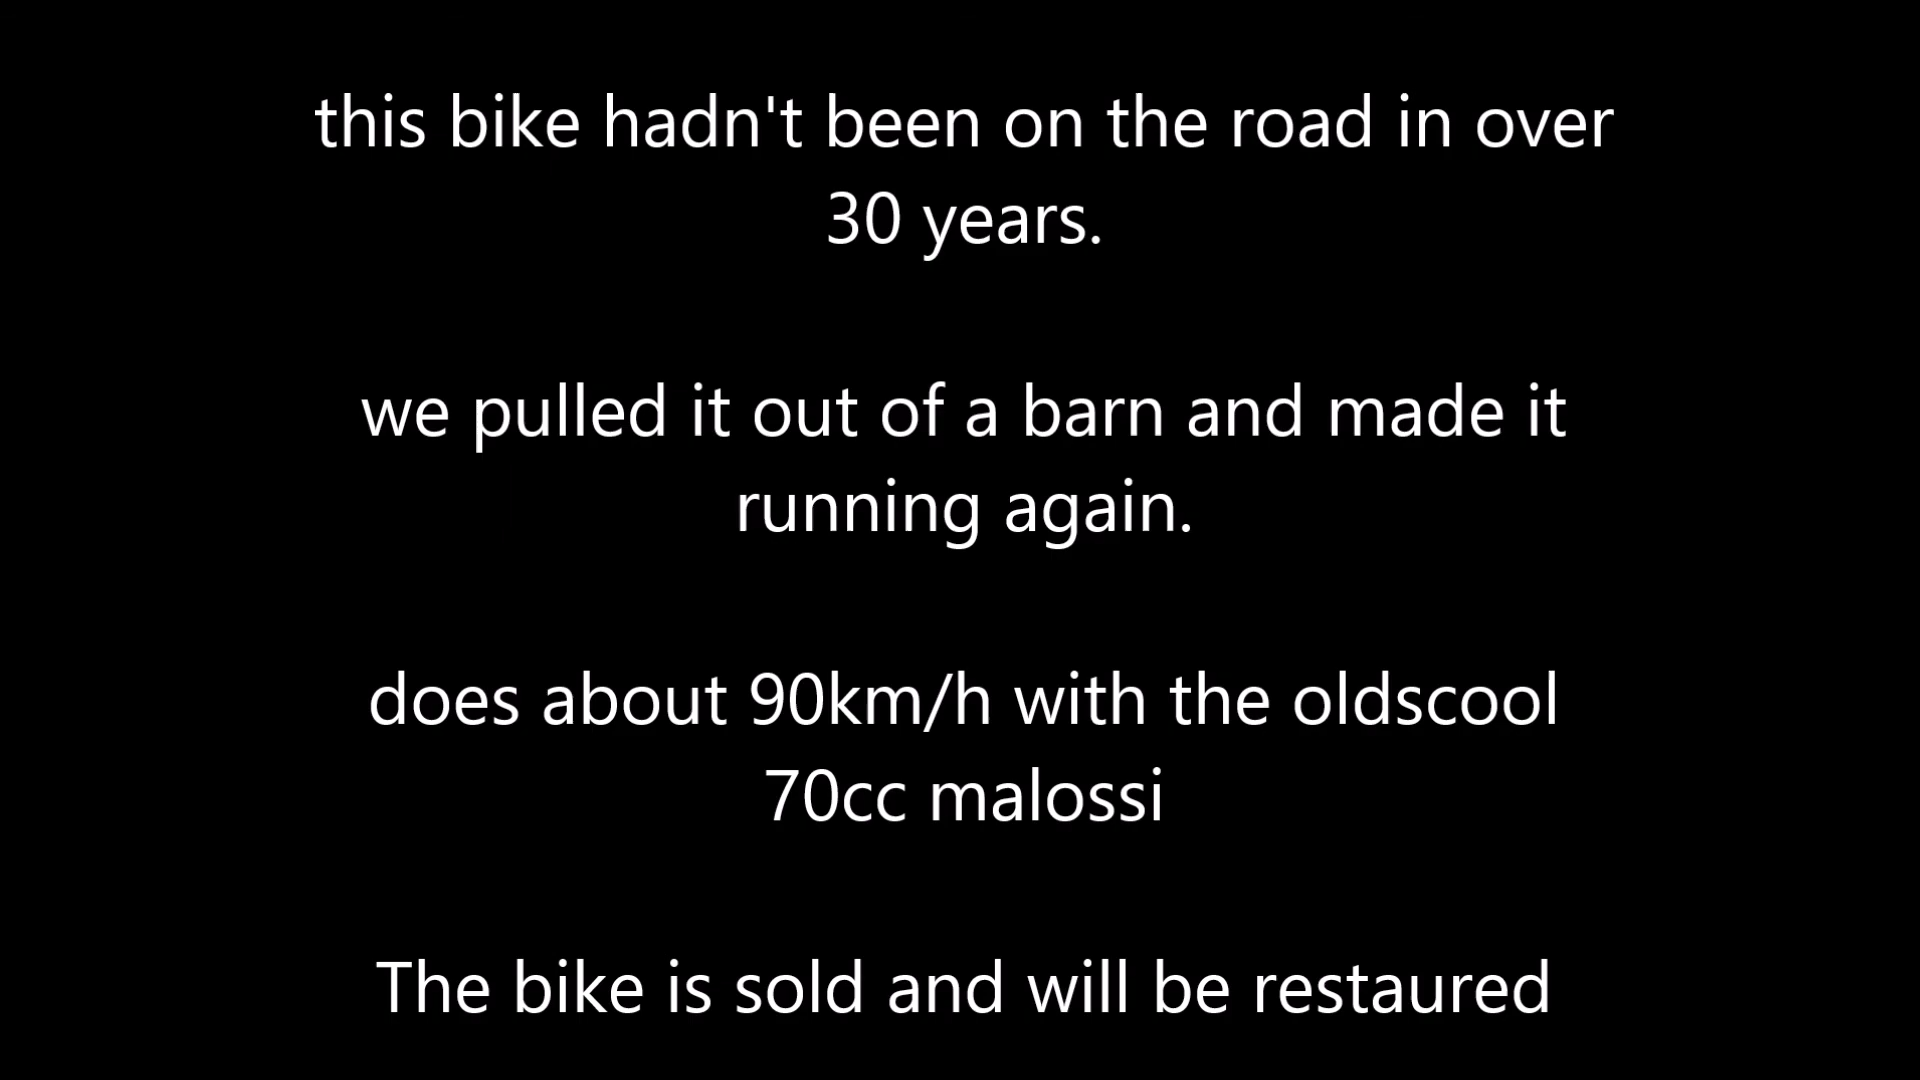 this bike hadn't been on the road in over
30 years.
we pulled it out of a barn and made it
running again.
does about 90km/h with the oldscool
70cc malossi
The bike is sold and will be restaured